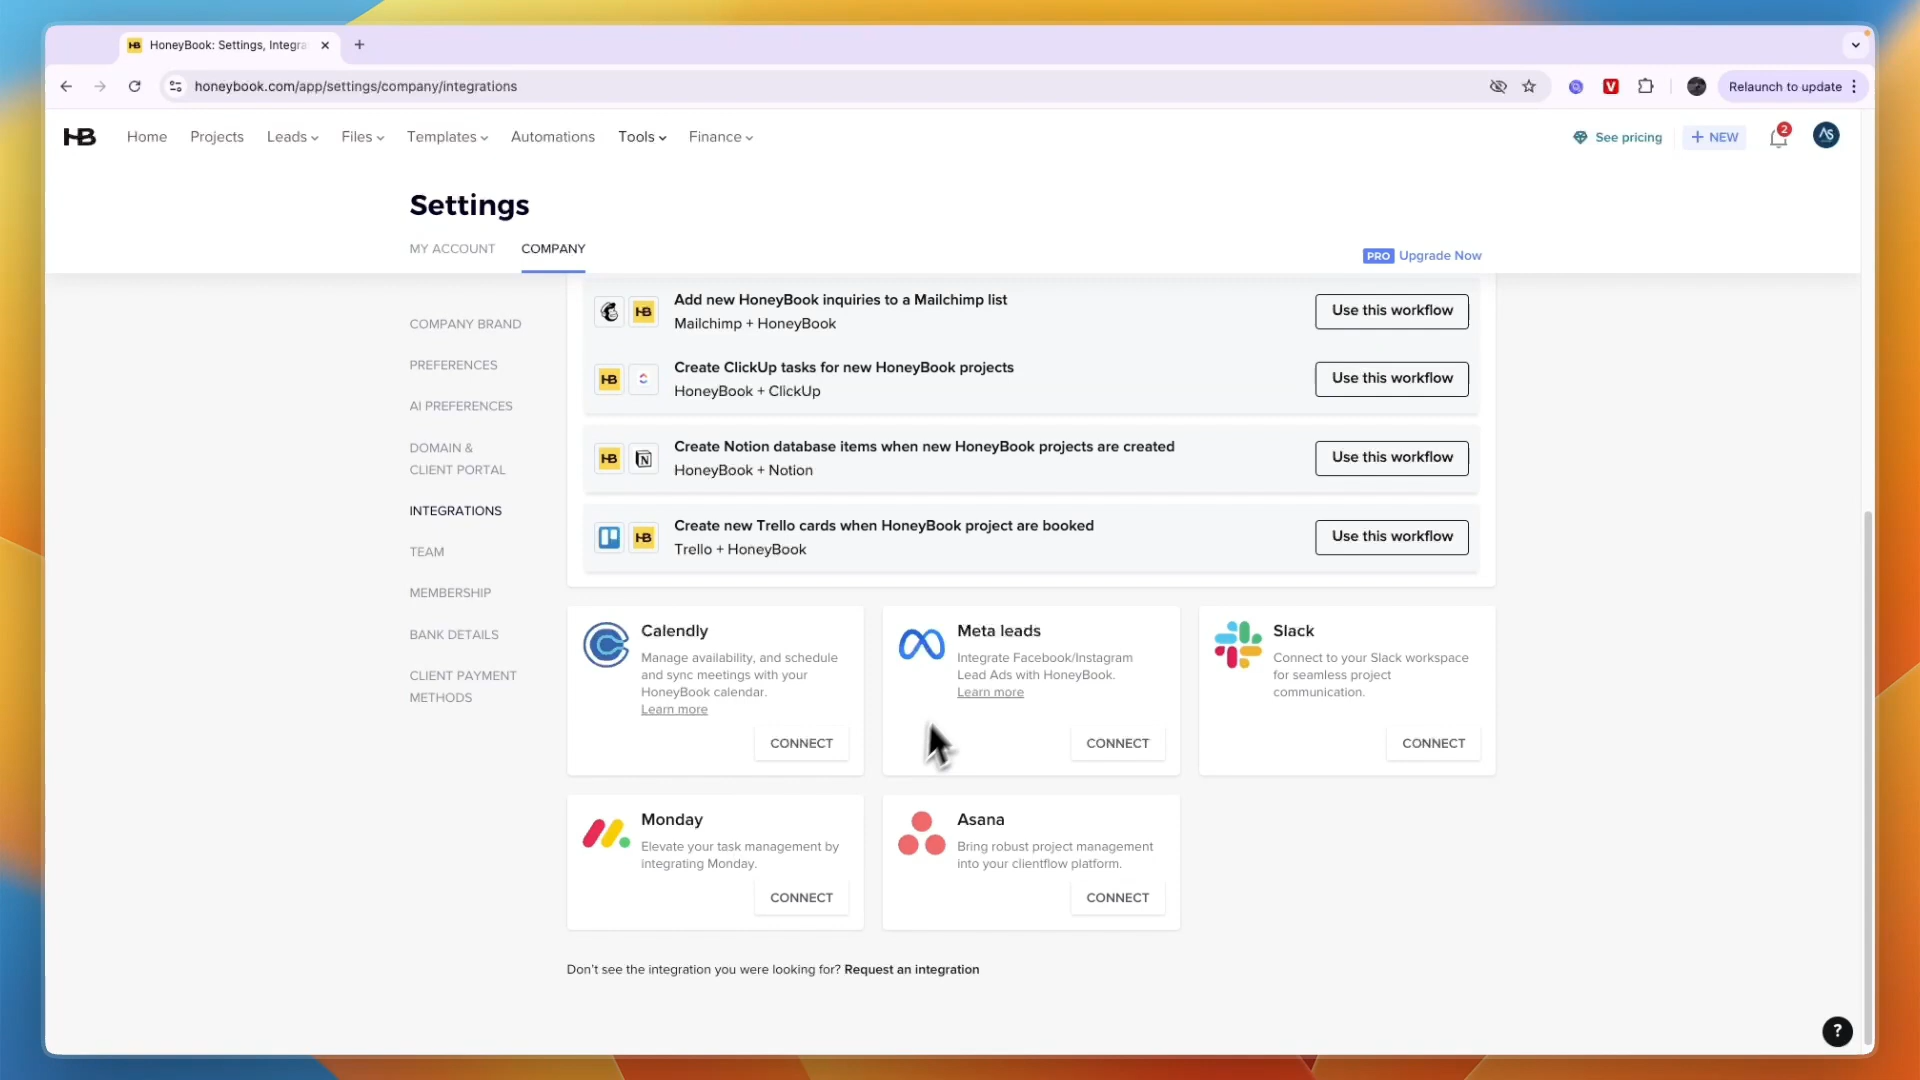 HB HoneyBook: Settings, Integra
honeybook.com/app/settings/company/integrations
Relaunch to update
HB Home Projects Leads Files Templates Automations Tools Finance
See pricing
+ NEW
2
AS
Settings
MY ACCOUNT COMPANY
PRO Upgrade Now
COMPANY BRAND
PREFERENCES
AI PREFERENCES
DOMAIN &
CLIENT PORTAL
INTEGRATIONS
TEAM
MEMBERSHIP
BANK DETAILS
CLIENT PAYMENT
METHODS
HB
Add new HoneyBook inquiries to a Mailchimp list
Mailchimp + HoneyBook
Use this workflow
HB
Create ClickUp tasks for new HoneyBook projects
HoneyBook + ClickUp
Use this workflow
HB N
Create Notion database items when new HoneyBook projects are created
HoneyBook + Notion
Use this workflow
HB
Create new Trello cards when HoneyBook project are booked
Trello + HoneyBook
Use this workflow
Calendly
Manage availability, and schedule
and sync meetings with your
HoneyBook calendar.
Learn more
CONNECT
Meta leads
Integrate Facebook/Instagram
Lead Ads with HoneyBook.
Learn more
CONNECT
Slack
Connect to your Slack workspace
for seamless project
communication.
CONNECT
Monday
Elevate your task management by
integrating Monday.
CONNECT
Asana
Bring robust project management
into your clientflow platform.
CONNECT
Don't see the integration you were looking for? Request an integration
?